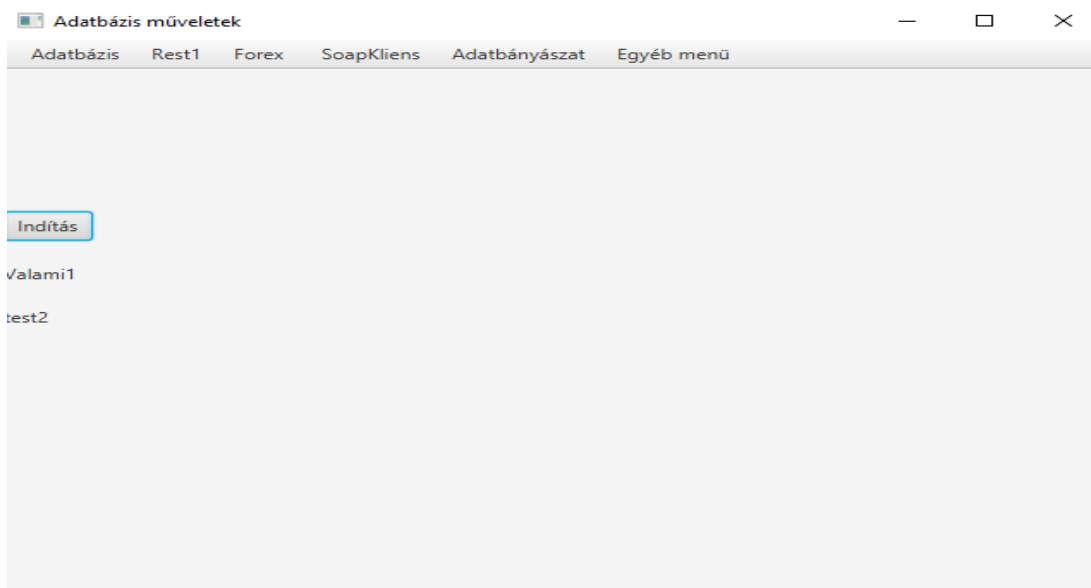 Adatbázis műveletek
Adatbázis Rest1 Forex SoapKliens Adatbányászat Egyéb menü
Indítás
Valami1
test2